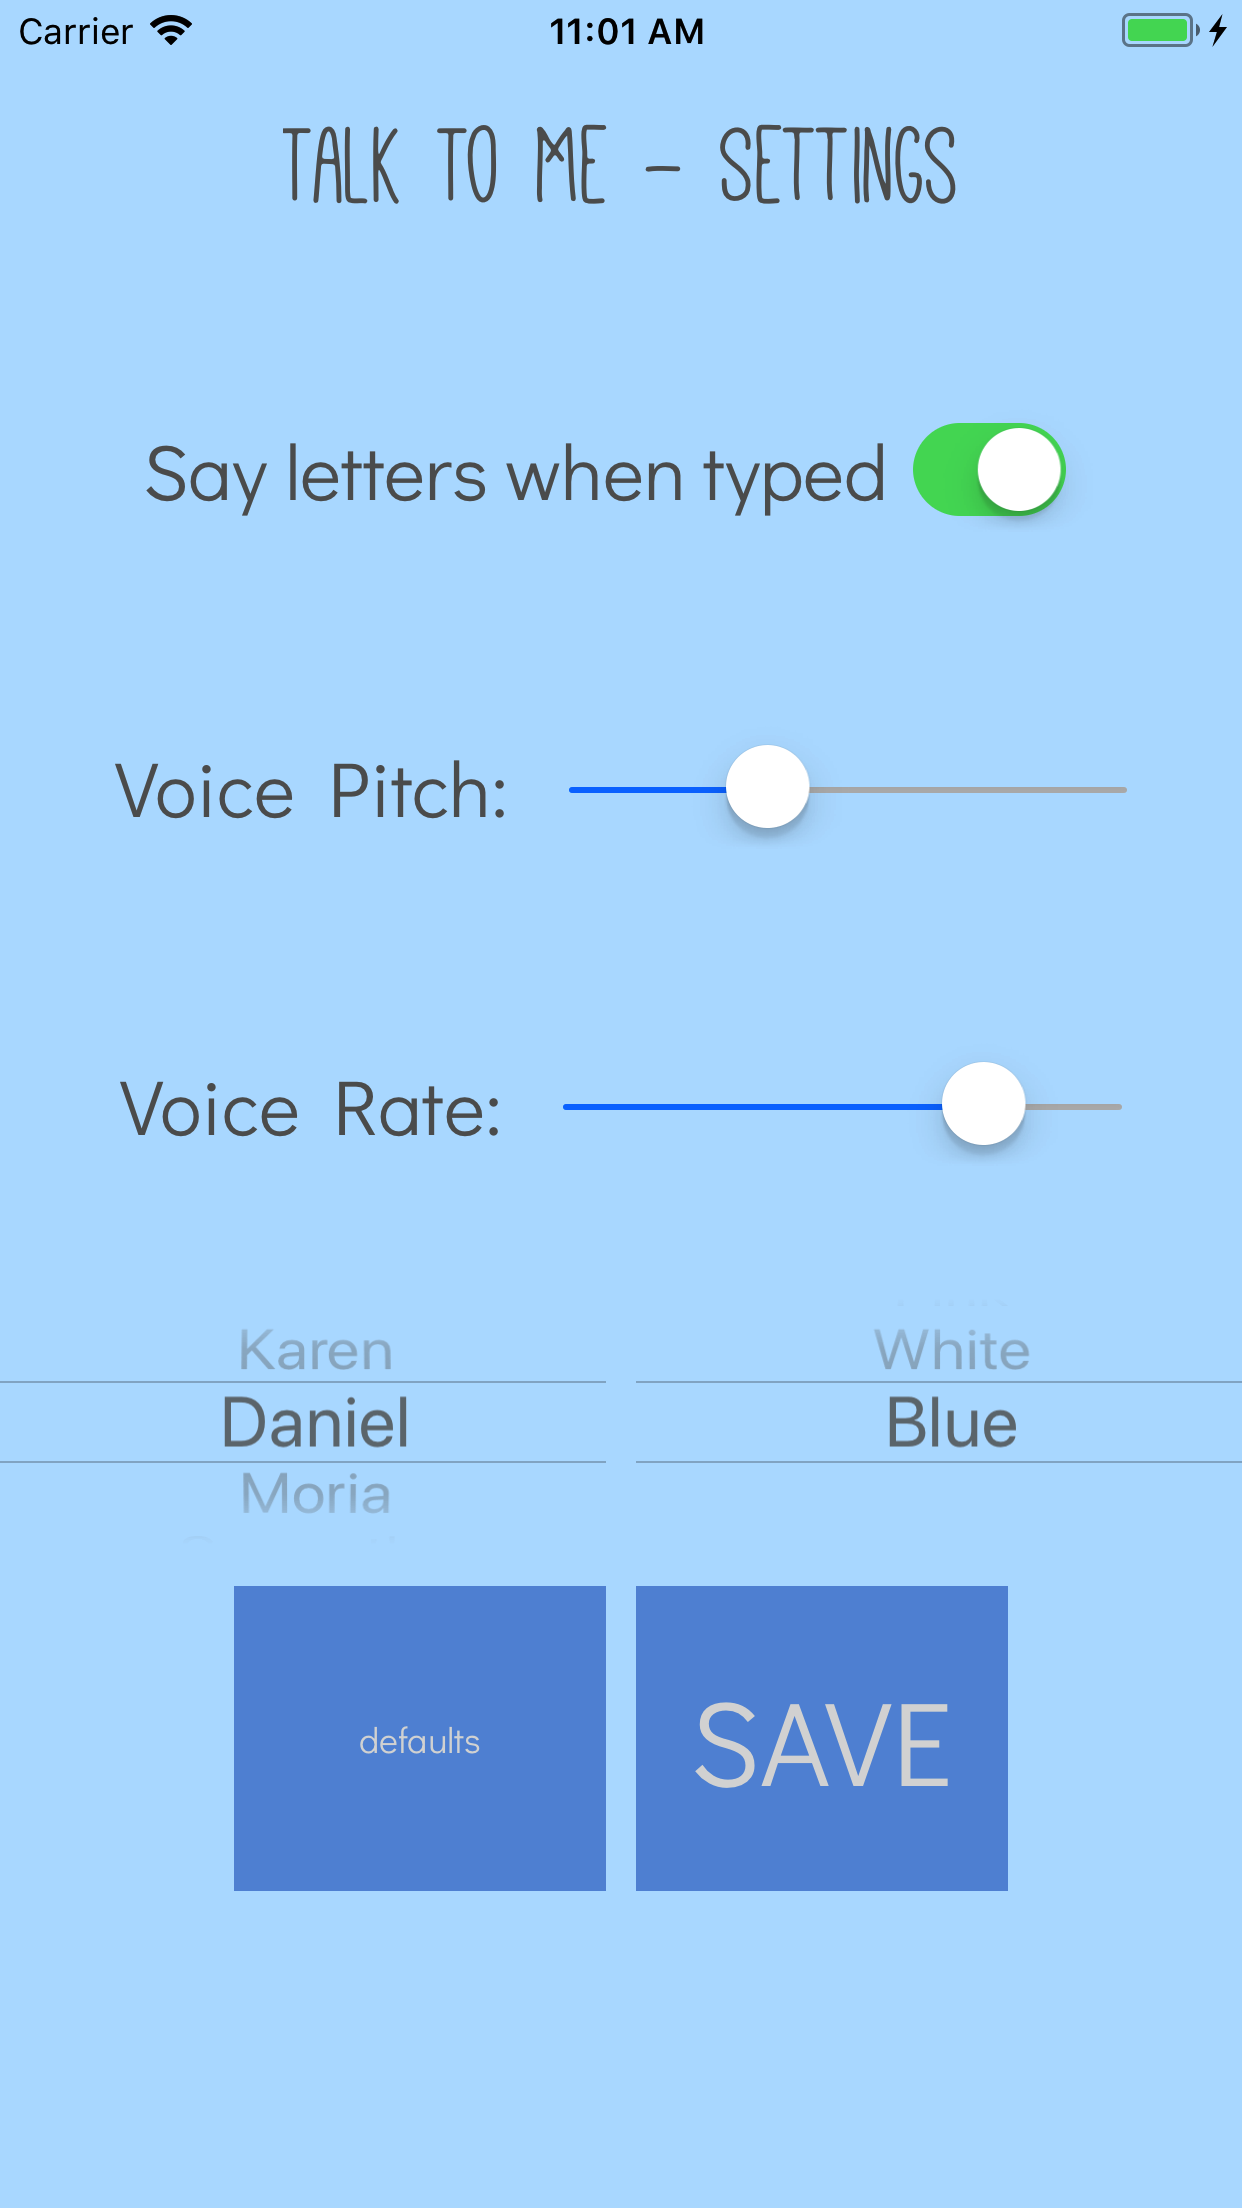 Carrier 11:01 AM
TALK TO ME - SETTINGS
Say letters when typed
Voice Pitch:
Voice Rate:
Karen White
Daniel Blue
Moria
defaults SAVE